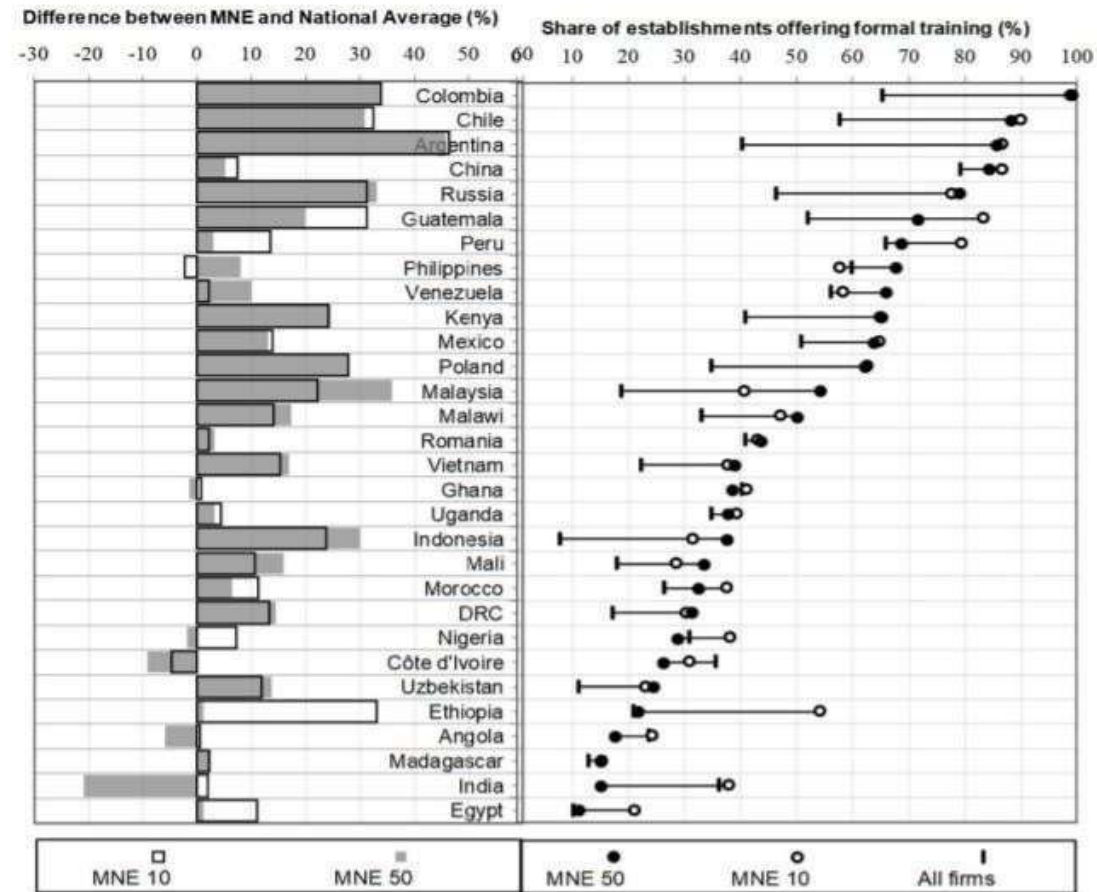 Difference between MNE and National Average (%)
-30 -20 -10 0 10 20 30 40 50 60
Share of establishments offering formal training (%)
0 10 20 30 40 50 60 70 80 90 100
Colombia
Chile
Argentina
China
Russia
Guatemala
Peru
Philippines
Venezuela
Kenya
Mexico
Poland
Malaysia
Malawi
Romania
Vietnam
Ghana
Uganda
Indonesia
Mali
Morocco
DRC
Nigeria
Côte d'Ivoire
Uzbekistan
Ethiopia
Angola
Madagascar
India
Egypt
MNE 10 MNE 50
MNE 50 MNE 10 All firms